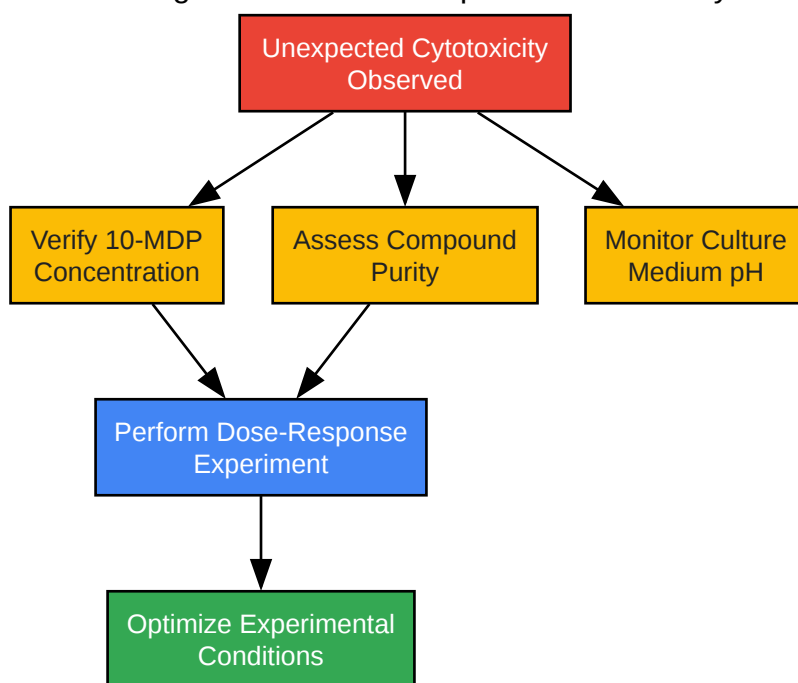 Unexpected Cytotoxicity
Observed
Verify 10-MDP
Concentration
Assess Compound
Purity
Monitor Culture
Medium pH
Perform Dose-Response
Experiment
Optimize Experimental
Conditions